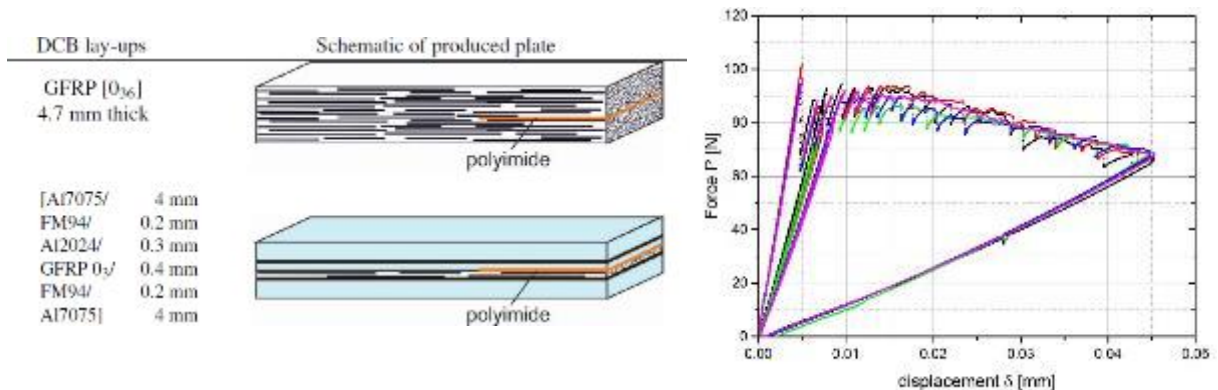 DCB lay-ups Schematic of produced plate
GFRP [0₃₆]
4.7 mm thick
polyimide
[Al7075/ 4 mm
FM94/ 0.2 mm
Al2024/ 0.3 mm
GFRP 0₃/ 0.4 mm
FM94/ 0.2 mm
Al7075] 4 mm
polyimide
120
100
80
60
40
20
0
Force P [N]
0.00 0.01 0.02 0.03 0.04 0.05
displacement δ [mm]